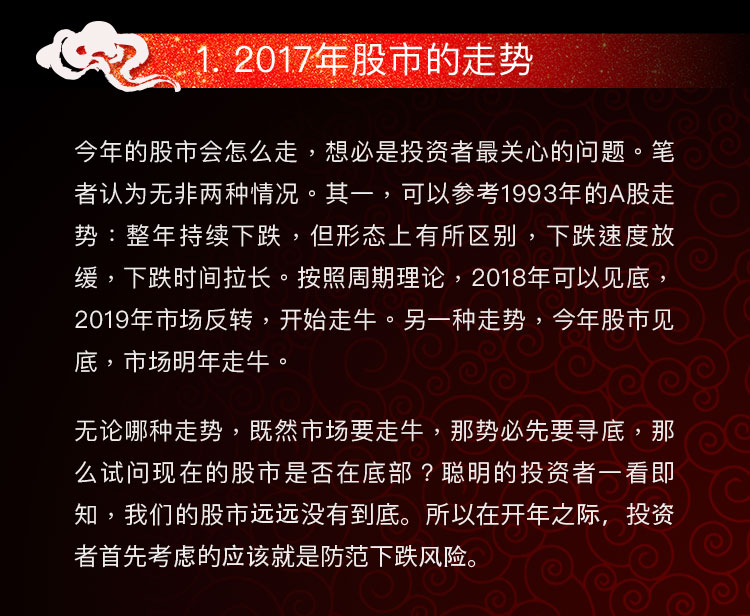 1. 2017年股市的走势
今年的股市会怎么走，想必是投资者最关心的问题。笔
者认为无非两种情况。其一，可以参考1993年的A股走
势：整年持续下跌，但形态上有所区别，下跌速度放
缓，下跌时间拉长。按照周期理论，2018年可以见底，
2019年市场反转，开始走牛。另一种走势，今年股市见
底，市场明年走牛。
无论哪种走势，既然市场要走牛，那势必先要寻底，那
么试问现在的股市是否在底部？聪明的投资者一看即
知，我们的股市远远没有到底。所以在开年之际，投资
者首先考虑的应该就是防范下跌风险。